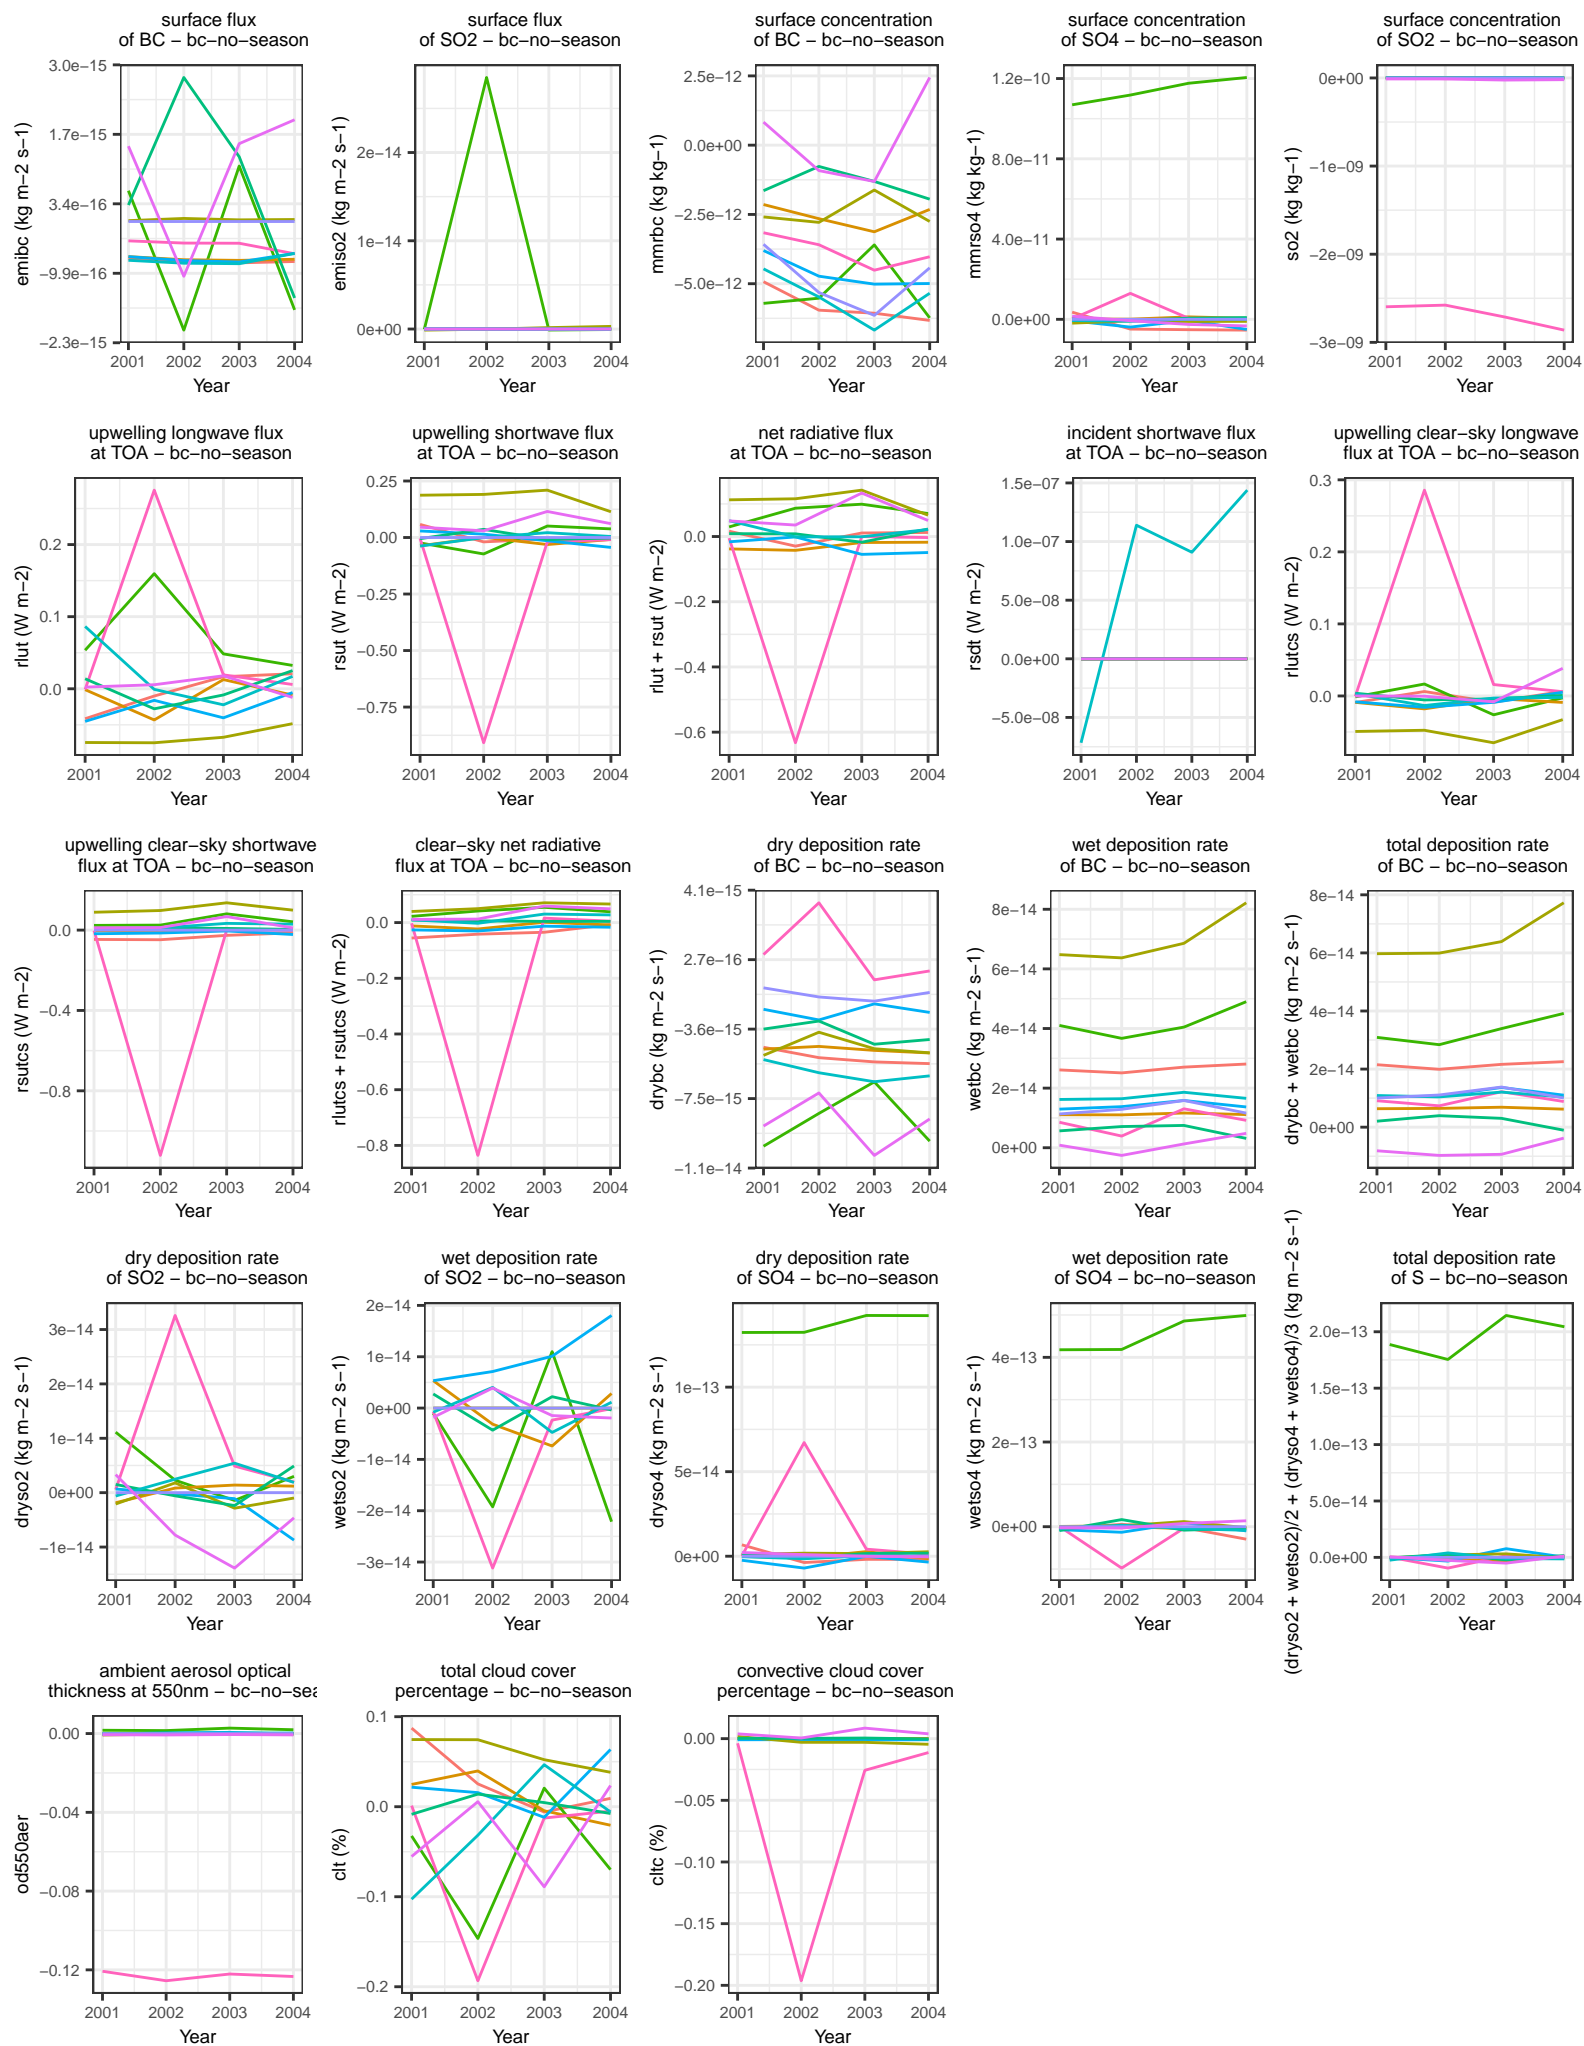 surface flux
of BC − bc−no−season
surface flux
of SO2 − bc−no−season
surface concentration
of BC − bc−no−season
surface concentration
of SO4 − bc−no−season
surface concentration
of SO2 − bc−no−season
emibc (kg m−2 s−1)
3.0e−15
1.7e−15
3.4e−16
−9.9e−16
−2.3e−15
2001 2002 2003 2004
Year
emiso2 (kg m−2 s−1)
2e−14
1e−14
0e+00
2001 2002 2003 2004
Year
mmrbc (kg kg−1)
2.5e−12
0.0e+00
−2.5e−12
−5.0e−12
2001 2002 2003 2004
Year
mmrso4 (kg kg−1)
1.2e−10
8.0e−11
4.0e−11
0.0e+00
2001 2002 2003 2004
Year
so2 (kg kg−1)
0e+00
−1e−09
−2e−09
−3e−09
2001 2002 2003 2004
Year
upwelling longwave flux
at TOA − bc−no−season
upwelling shortwave flux
at TOA − bc−no−season
net radiative flux
at TOA − bc−no−season
incident shortwave flux
at TOA − bc−no−season
upwelling clear−sky longwave
flux at TOA − bc−no−season
rlut (W m−2)
0.2
0.1
0.0
2001 2002 2003 2004
Year
rsut (W m−2)
0.25
0.00
−0.25
−0.50
−0.75
2001 2002 2003 2004
Year
rlut + rsut (W m−2)
0.0
−0.2
−0.4
−0.6
2001 2002 2003 2004
Year
rsdt (W m−2)
1.5e−07
1.0e−07
5.0e−08
0.0e+00
−5.0e−08
2001 2002 2003 2004
Year
rlutcs (W m−2)
0.3
0.2
0.1
0.0
2001 2002 2003 2004
Year
upwelling clear−sky shortwave
flux at TOA − bc−no−season
clear−sky net radiative
flux at TOA − bc−no−season
dry deposition rate
of BC − bc−no−season
wet deposition rate
of BC − bc−no−season
total deposition rate
of BC − bc−no−season
rsutcs (W m−2)
0.0
−0.4
−0.8
2001 2002 2003 2004
Year
rlutcs + rsutcs (W m−2)
0.0
−0.2
−0.4
−0.6
−0.8
2001 2002 2003 2004
Year
drybc (kg m−2 s−1)
4.1e−15
2.7e−16
−3.6e−15
−7.5e−15
−1.1e−14
2001 2002 2003 2004
Year
wetbc (kg m−2 s−1)
8e−14
6e−14
4e−14
2e−14
0e+00
2001 2002 2003 2004
Year
drybc + wetbc (kg m−2 s−1)
8e−14
6e−14
4e−14
2e−14
0e+00
2001 2002 2003 2004
Year
dry deposition rate
of SO2 − bc−no−season
wet deposition rate
of SO2 − bc−no−season
dry deposition rate
of SO4 − bc−no−season
wet deposition rate
of SO4 − bc−no−season
total deposition rate
of S − bc−no−season
dryso2 (kg m−2 s−1)
3e−14
2e−14
1e−14
0e+00
−1e−14
2001 2002 2003 2004
Year
wetso2 (kg m−2 s−1)
2e−14
1e−14
0e+00
−1e−14
−2e−14
−3e−14
2001 2002 2003 2004
Year
dryso4 (kg m−2 s−1)
1e−13
5e−14
0e+00
2001 2002 2003 2004
Year
wetso4 (kg m−2 s−1)
4e−13
2e−13
0e+00
2001 2002 2003 2004
Year
(dryso2 + wetso2)/2 + (dryso4 + wetso4)/3 (kg m−2 s−1)
2.0e−13
1.5e−13
1.0e−13
5.0e−14
0.0e+00
2001 2002 2003 2004
Year
ambient aerosol optical
thickness at 550nm − bc−no−sea
total cloud cover
percentage − bc−no−season
convective cloud cover
percentage − bc−no−season
od550aer
0.00
−0.04
−0.08
−0.12
2001 2002 2003 2004
Year
clt (%)
0.1
0.0
−0.1
−0.2
2001 2002 2003 2004
Year
cltc (%)
0.00
−0.05
−0.10
−0.15
−0.20
2001 2002 2003 2004
Year